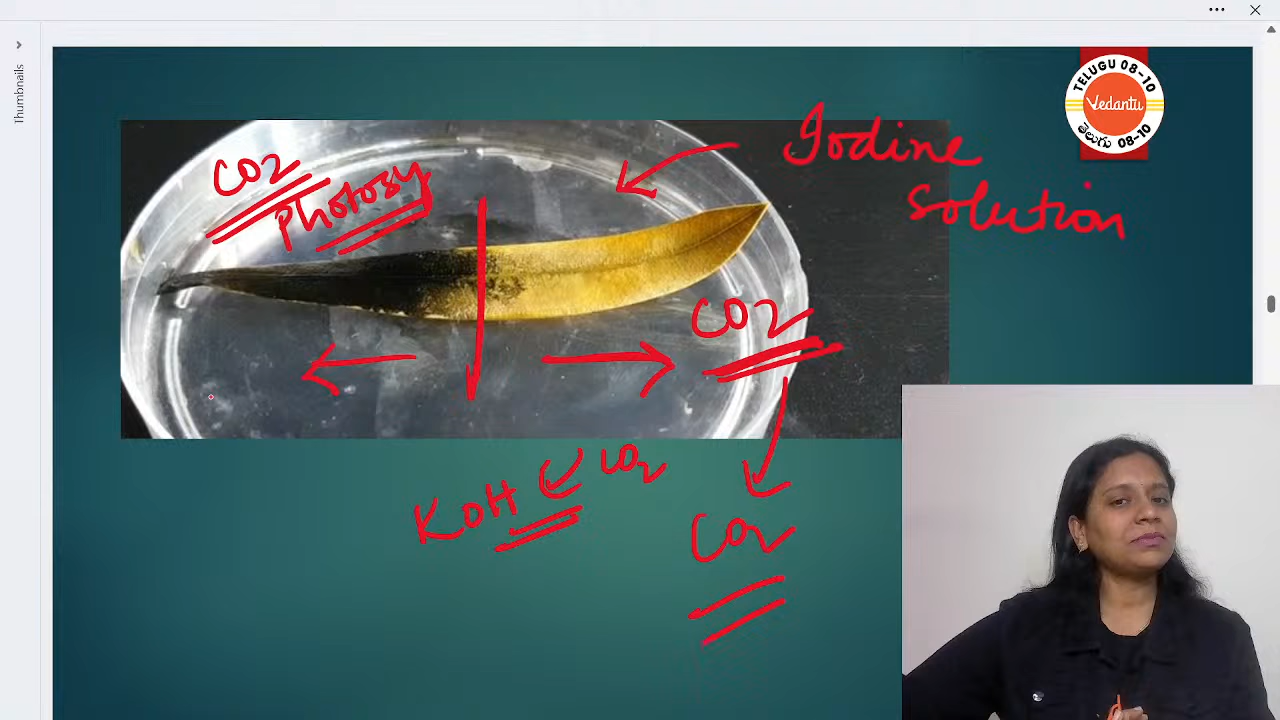 Thumbnails
TELUGU 08-10
Vedantu
తెలుగు 08-10
Iodine
Solution
CO2
photosy
CO2
KOH CO2
CO2